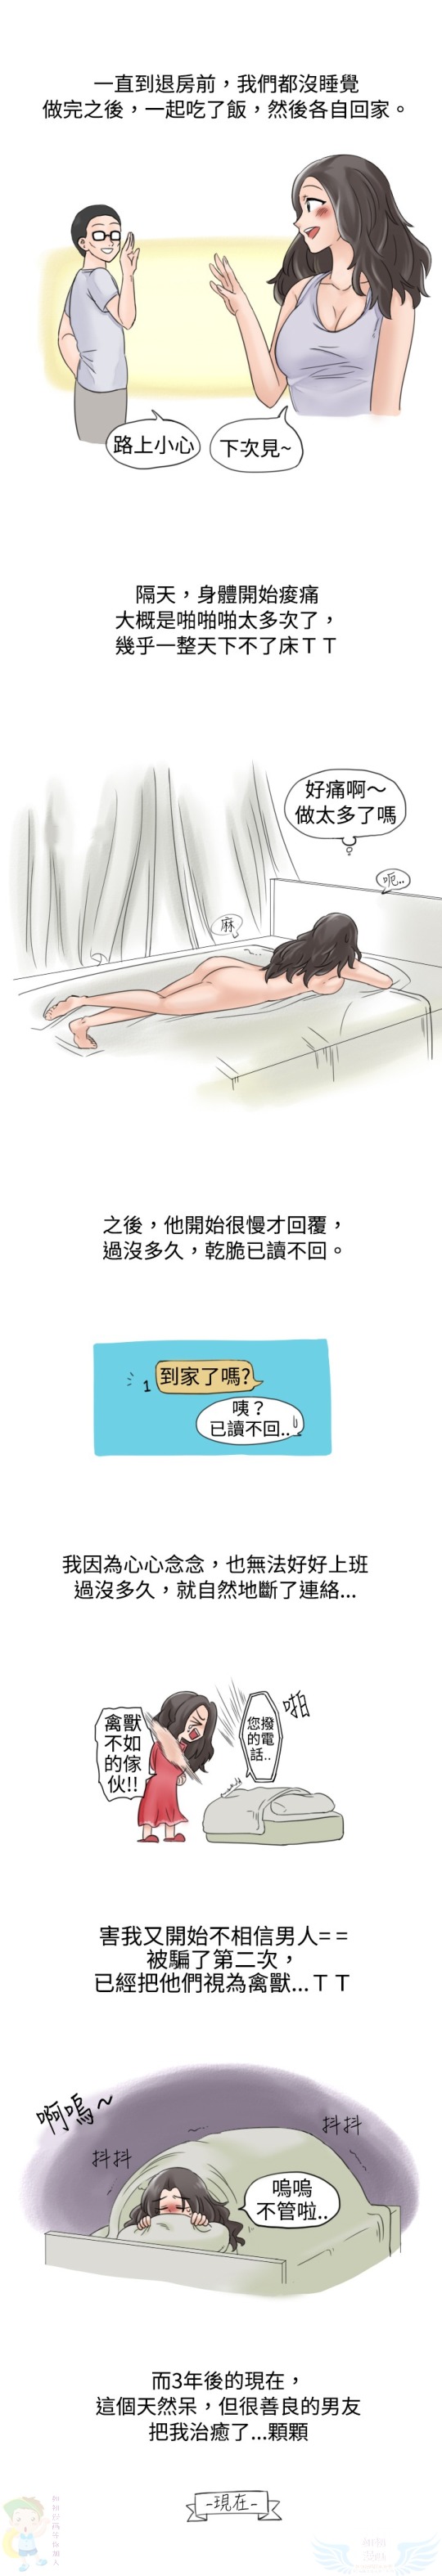 一直到退房前，我們都沒睡覺
做完之後，一起吃了飯，然後各自回家。
路上小心
下次見~
隔天，身體開始痠痛
大概是啪啪啪太多次了，
幾乎一整天下不了床ＴＴ
好痛啊～
做太多了嗎
呃..
麻
之後，他開始很慢才回覆，
過沒多久，乾脆已讀不回。
1
到家了嗎?
咦？
已讀不回..
我因為心心念念，也無法好好上班
過沒多久，就自然地斷了連絡...
啪
您撥的電話..
禽獸
不如
的傢
伙!!
害我又開始不相信男人= =
被騙了第二次，
已經把他們視為禽獸...ＴＴ
啊嗚~
抖抖
抖抖
嗚嗚
不管啦..
而3年後的現在，
這個天然呆，但很善良的男友
把我治癒了...顆顆
-現在-